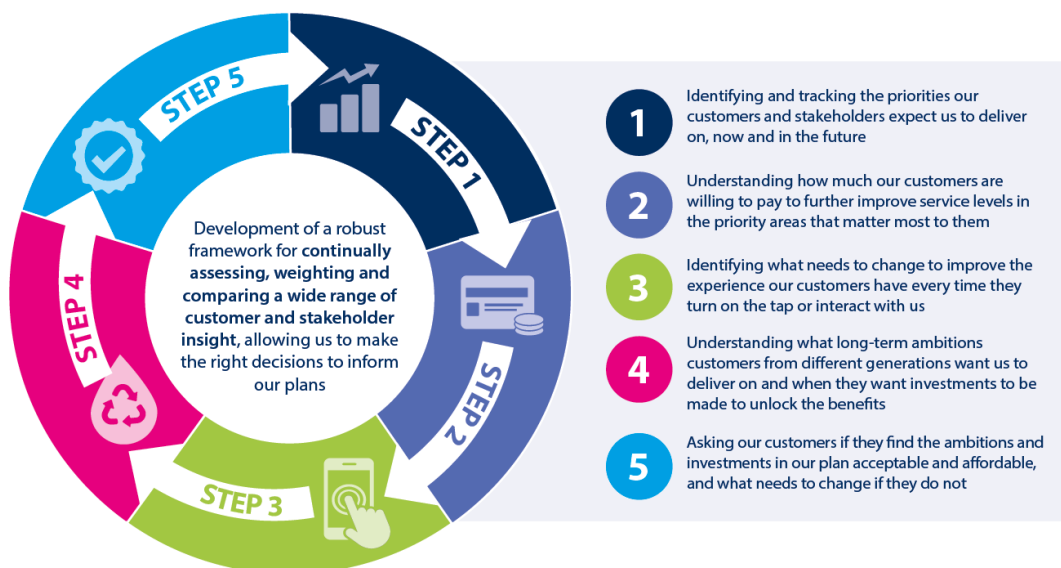 STEP 1
STEP 2
STEP 3
STEP 4
STEP 5
Development of a robust
framework for continually
assessing, weighting and
comparing a wide range of
customer and stakeholder
insight, allowing us to make
the right decisions to inform
our plans
1
Identifying and tracking the priorities our
customers and stakeholders expect us to deliver
on, now and in the future
2
Understanding how much our customers are
willing to pay to further improve service levels in
the priority areas that matter most to them
3
Identifying what needs to change to improve the
experience our customers have every time they
turn on the tap or interact with us
4
Understanding what long-term ambitions
customers from different generations want us to
deliver on and when they want investments to be
made to unlock the benefits
5
Asking our customers if they find the ambitions and
investments in our plan acceptable and affordable,
and what needs to change if they do not